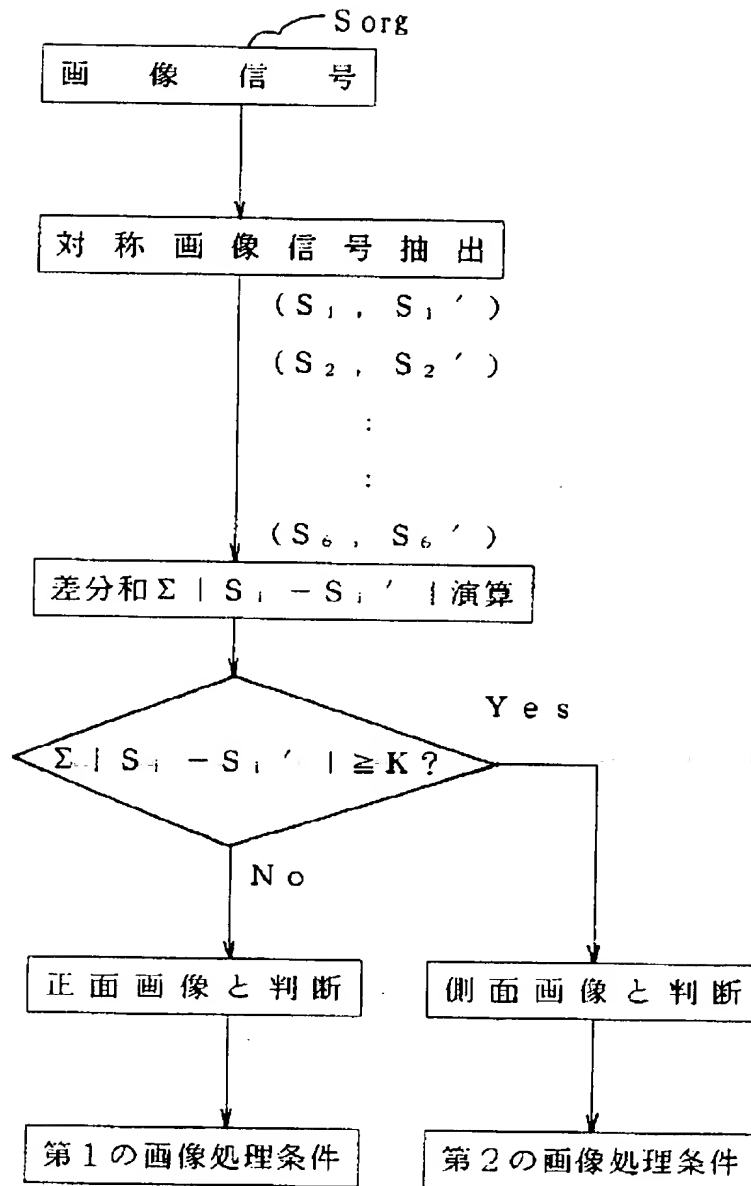 Sorg
画像信号
対称画像信号抽出
(S₁, S₁′)
(S₂, S₂′)
:
:
(S₆, S₆′)
差分和Σ|Sᵢ−Sᵢ′|演算
Σ|Sᵢ−Sᵢ′|≧K?
Yes
No
正面画像と判断
側面画像と判断
第1の画像処理条件
第2の画像処理条件